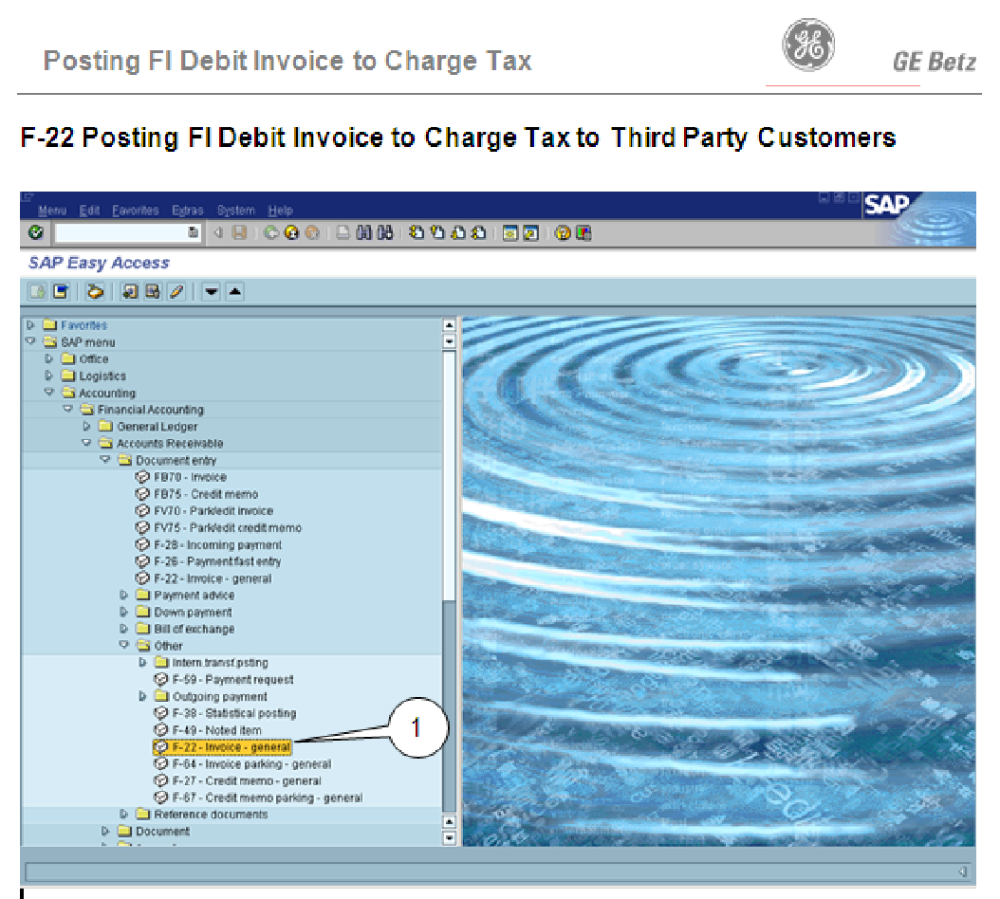 Posting FI Debit Invoice to Charge Tax
GE
GE Betz
F-22 Posting FI Debit Invoice to Charge Tax to Third Party Customers
Menu Edit Favorites Extras System Help
SAP
SAP Easy Access
Favorites
SAP menu
Office
Logistics
Accounting
Financial Accounting
General Ledger
Accounts Receivable
Document entry
FB70 - Invoice
FB75 - Credit memo
FV70 - Park/edit invoice
FV75 - Park/edit credit memo
F-28 - Incoming payment
F-26 - Payment fast entry
F-22 - Invoice - general
Payment advice
Down payment
Bill of exchange
Other
Intern.transf.psting
F-59 - Payment request
Outgoing payment
F-38 - Statistical posting
F-49 - Noted item
1
F-22 - Invoice - general
F-64 - Invoice parking - general
F-27 - Credit memo - general
F-67 - Credit memo parking - general
Reference documents
Document